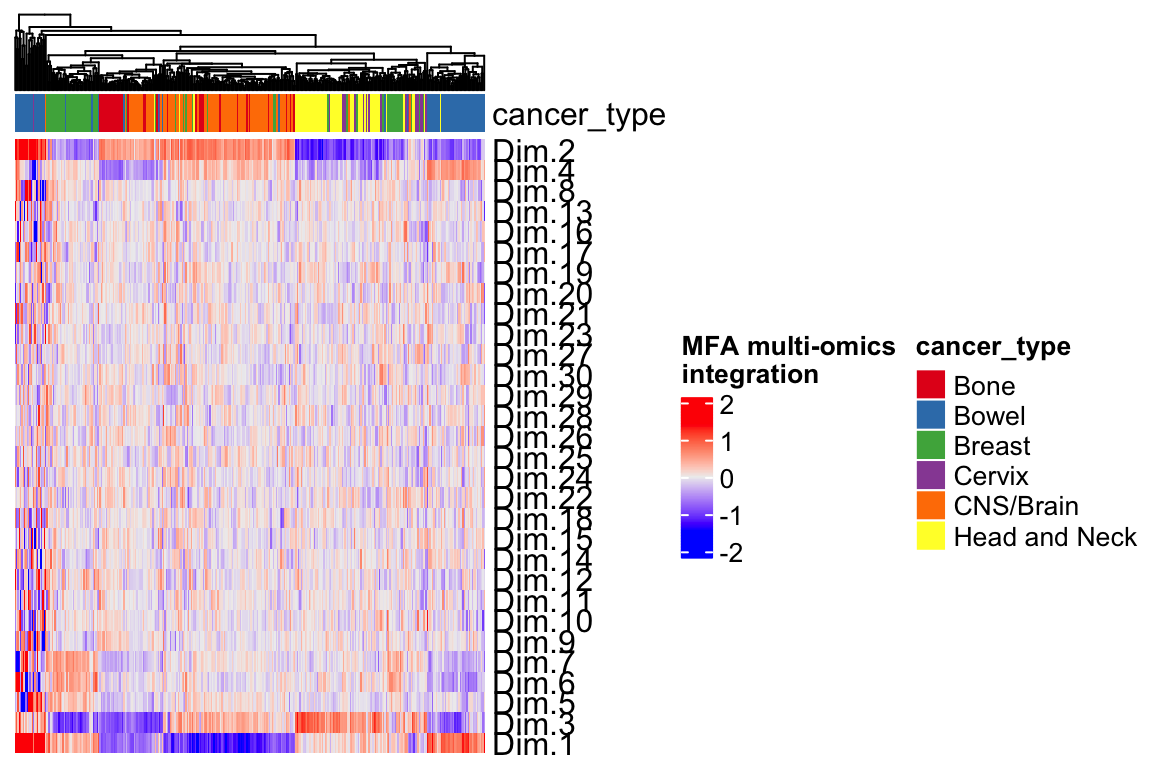 cancer_type
Dim.2
Dim.4
Dim.8
Dim.13
Dim.16
Dim.17
Dim.19
Dim.20
Dim.21
Dim.23
Dim.27
Dim.30
Dim.29
Dim.28
Dim.26
Dim.25
Dim.24
Dim.22
Dim.18
Dim.15
Dim.14
Dim.12
Dim.11
Dim.10
Dim.9
Dim.7
Dim.6
Dim.5
Dim.3
Dim.1
MFA multi-omics
integration
2
1
0
-1
-2
cancer_type
Bone
Bowel
Breast
Cervix
CNS/Brain
Head and Neck